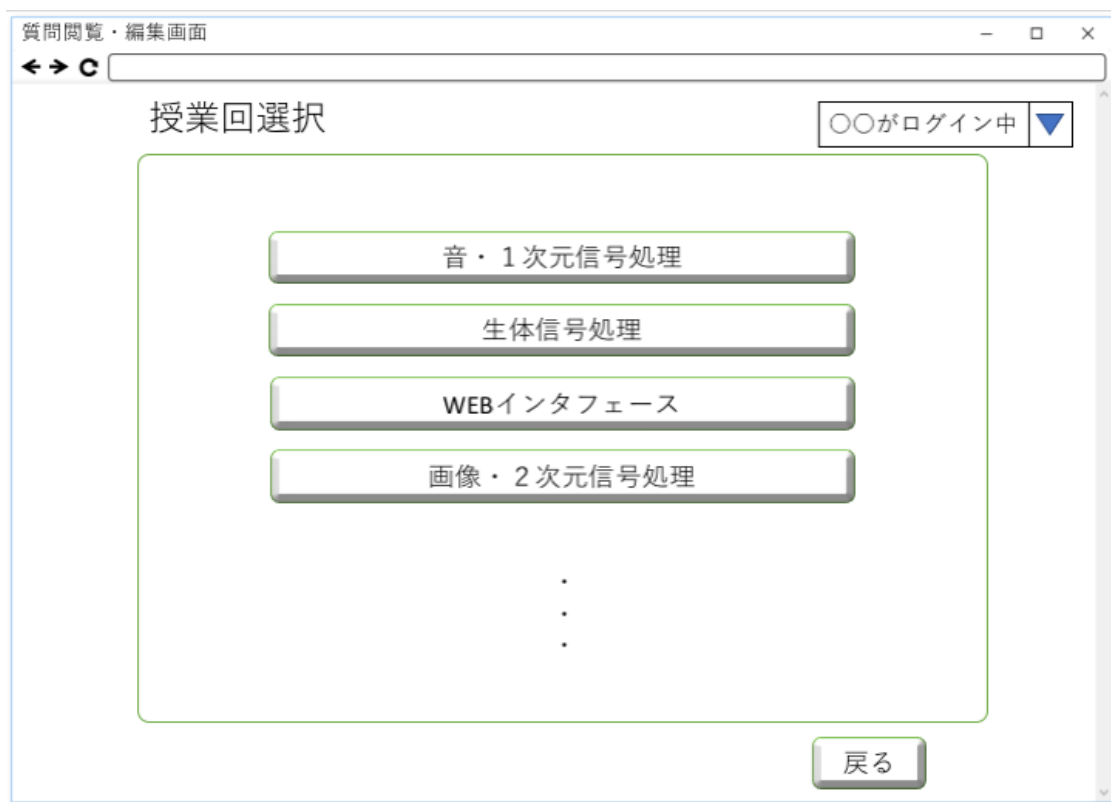 質問閲覧・編集画面
授業回選択
〇〇がログイン中
音・１次元信号処理
生体信号処理
WEBインタフェース
画像・２次元信号処理
・
・
・
戻る